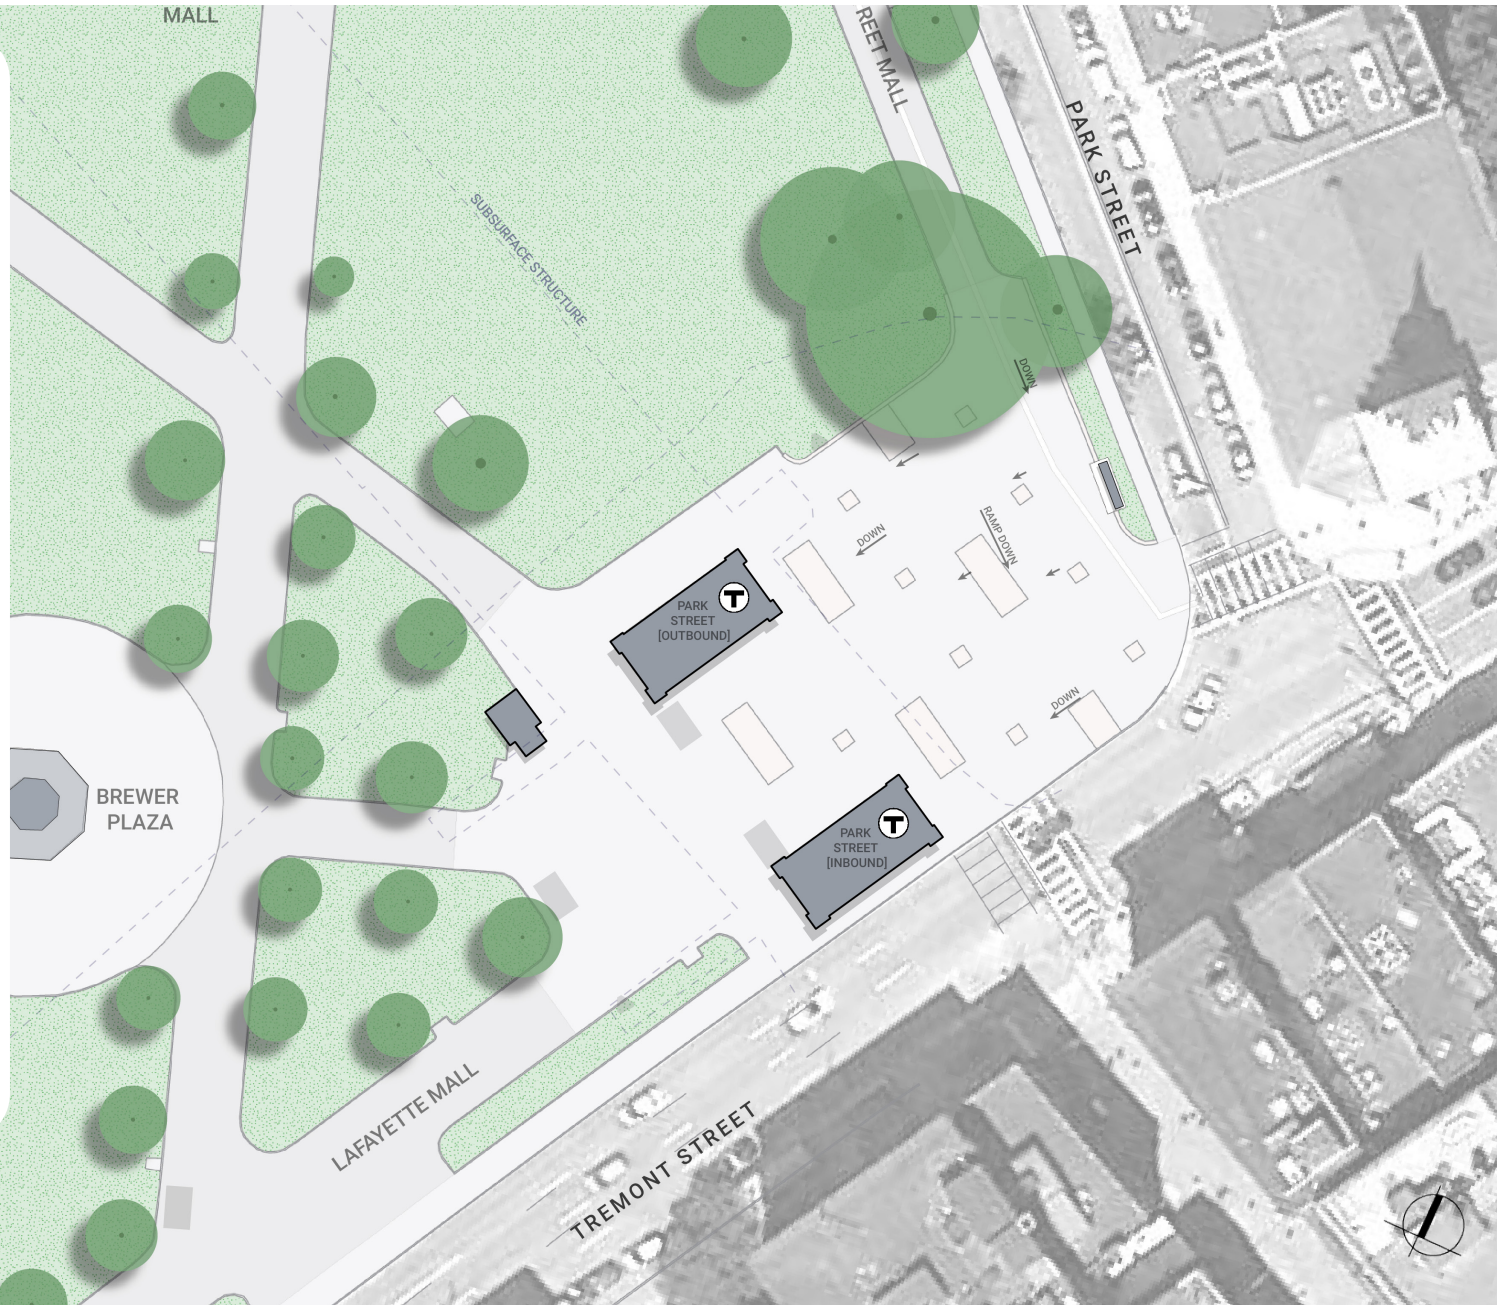 MALL
REET MALL
PARK STREET
SUBSURFACE STRUCTURE
DOWN
RAMP DOWN
DOWN
PARK
STREET
[OUTBOUND]
T
DOWN
BREWER
PLAZA
PARK
STREET
[INBOUND]
T
LAFAYETTE MALL
TREMONT STREET